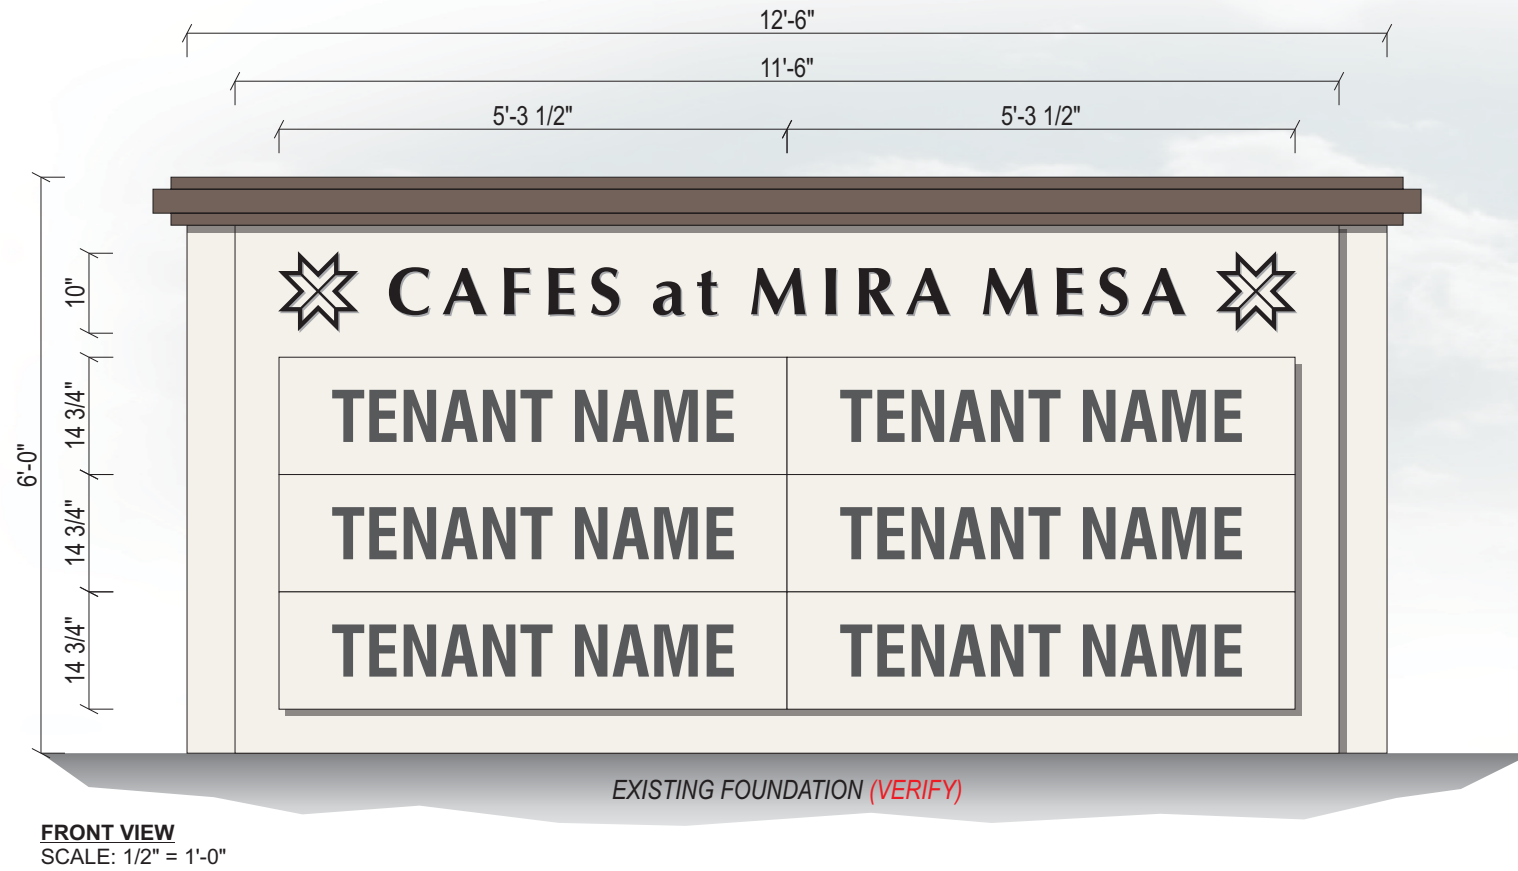 12'-6"
11'-6"
5'-3 1/2" 5'-3 1/2"
10"
CAFES at MIRA MESA
14 3/4"
TENANT NAME TENANT NAME
6'-0"
14 3/4"
TENANT NAME TENANT NAME
14 3/4"
TENANT NAME TENANT NAME
EXISTING FOUNDATION (VERIFY)
FRONT VIEW
SCALE: 1/2" = 1'-0"